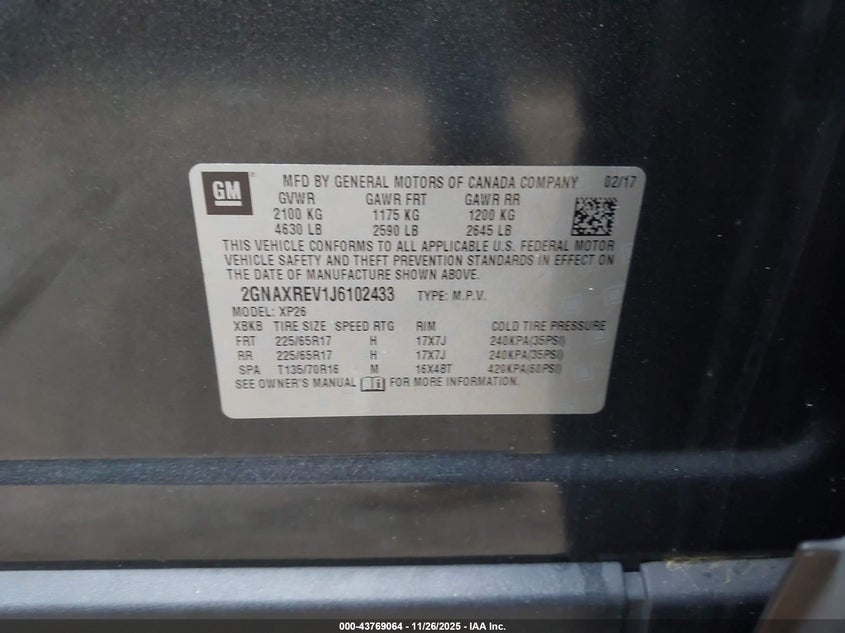 GM
MFD BY GENERAL MOTORS OF CANADA COMPANY 02/17
GVWR GAWR FRT GAWR RR
2100 KG 1175 KG 1200 KG
4630 LB 2590 LB 2645 LB
THIS VEHICLE CONFORMS TO ALL APPLICABLE U.S. FEDERAL MOTOR
VEHICLE SAFETY AND THEFT PREVENTION STANDARDS IN EFFECT ON
THE DATE OF MANUFACTURE SHOWN ABOVE.
2GNAXREV1J6102433 TYPE: M.P.V.
MODEL: XP26
XBKB TIRE SIZE SPEED RTG RIM COLD TIRE PRESSURE
FRT 225/65R17 H 17X7J 240KPA(35PSI)
RR 225/65R17 H 17X7J 240KPA(35PSI)
SPA T135/70R16 M 16X4BT 420KPA(60PSI)
SEE OWNER'S MANUAL FOR MORE INFORMATION.
000-43769064 - 11/26/2025 - IAA Inc.